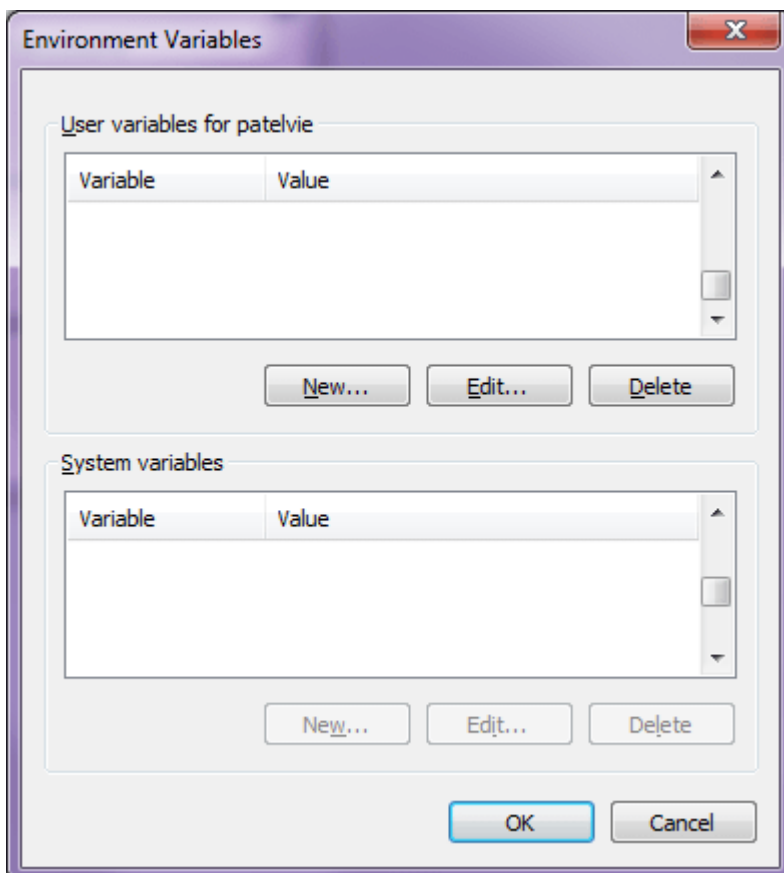 Environment Variables
User variables for patelvie
Variable Value
New... Edit... Delete
System variables
Variable Value
New... Edit... Delete
OK Cancel